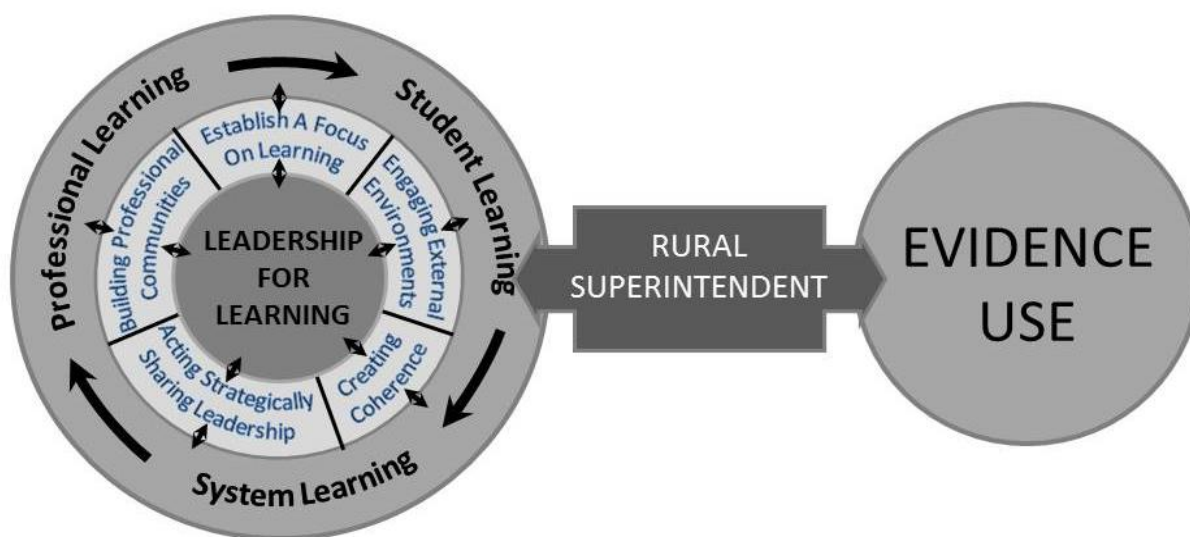 Professional Learning
Student Learning
System Learning
Establish A Focus
On Learning
Engaging External
Environments
Creating
Coherence
Acting Strategically
Sharing Leadership
Building Professional
Communities
LEADERSHIP
FOR
LEARNING
RURAL
SUPERINTENDENT
EVIDENCE
USE